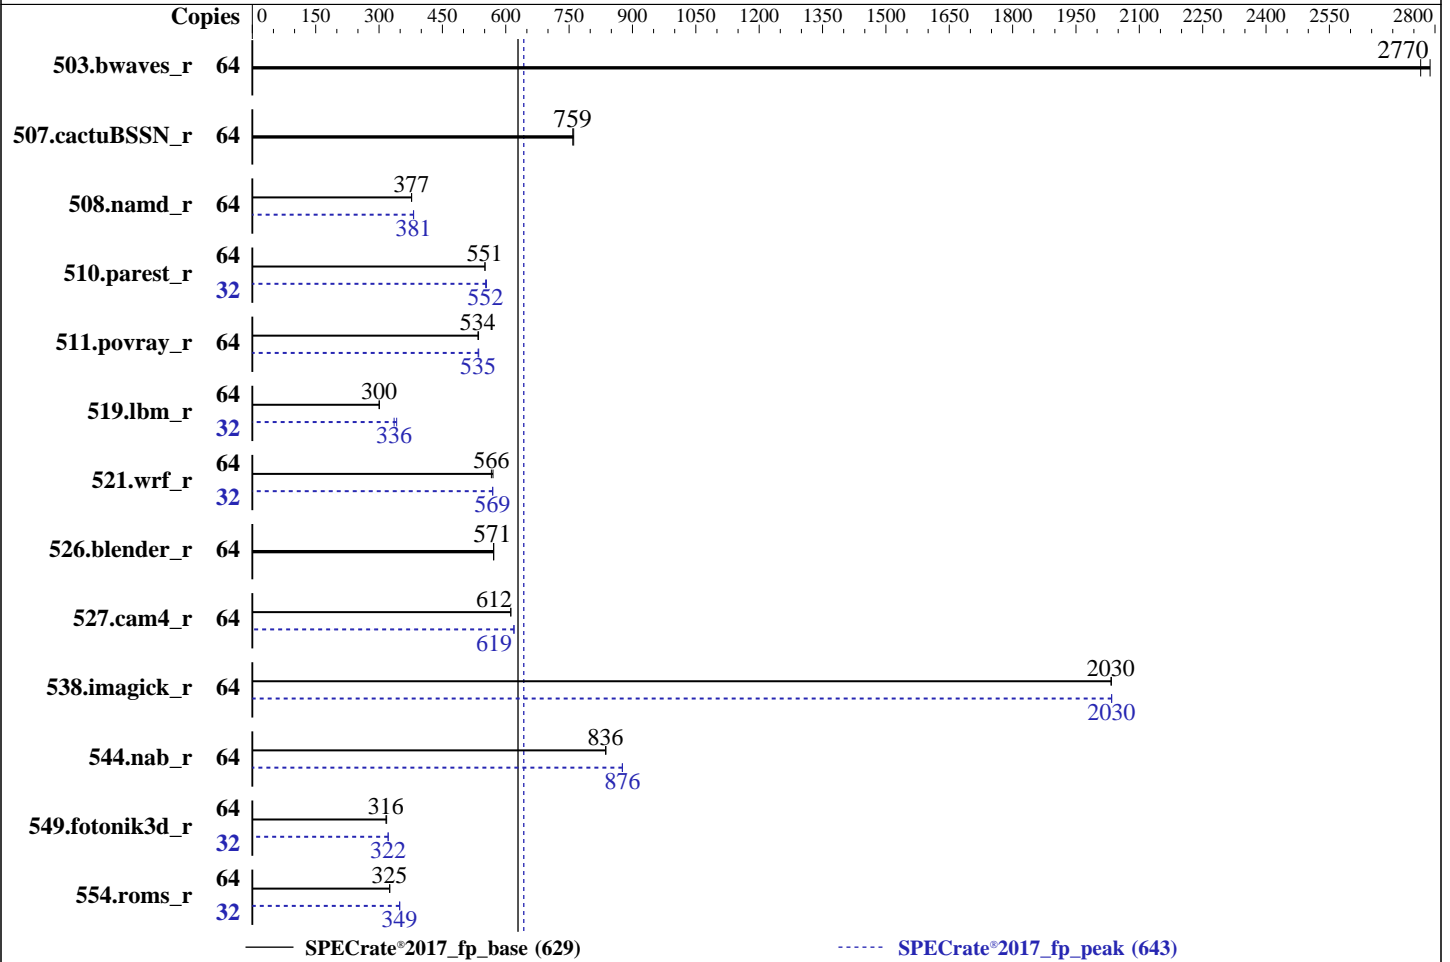 Copies 0 150 300 450 600 750 900 1050 1200 1350 1500 1650 1800 1950 2100 2250 2400 2550 2800
503.bwaves_r 64 2770
507.cactuBSSN_r 64 759
508.namd_r 64 377
381
510.parest_r 64 551
32 552
511.povray_r 64 534
535
519.lbm_r 64 300
32 336
521.wrf_r 64 566
32 569
526.blender_r 64 571
527.cam4_r 64 612
619
538.imagick_r 64 2030
2030
544.nab_r 64 836
876
549.fotonik3d_r 64 316
32 322
554.roms_r 64 325
32 349
SPECrate®2017_fp_base (629) SPECrate®2017_fp_peak (643)